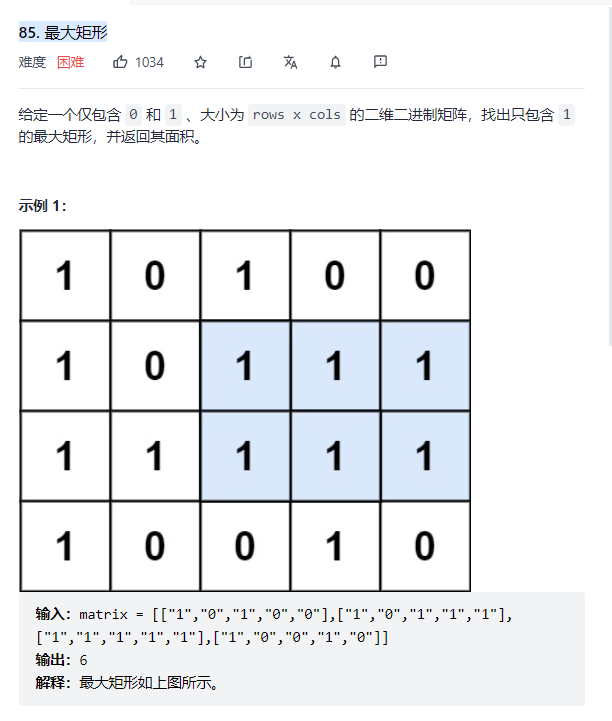 85. 最大矩形
难度 困难 1034
给定一个仅包含 0 和 1 、大小为 rows x cols 的二维二进制矩阵，找出只包含 1
的最大矩形，并返回其面积。
示例 1：
1 0 1 0 0
1 0 1 1 1
1 1 1 1 1
1 0 0 1 0
输入：matrix = [["1","0","1","0","0"],["1","0","1","1","1"],
["1","1","1","1","1"],["1","0","0","1","0"]]
输出：6
解释：最大矩形如上图所示。